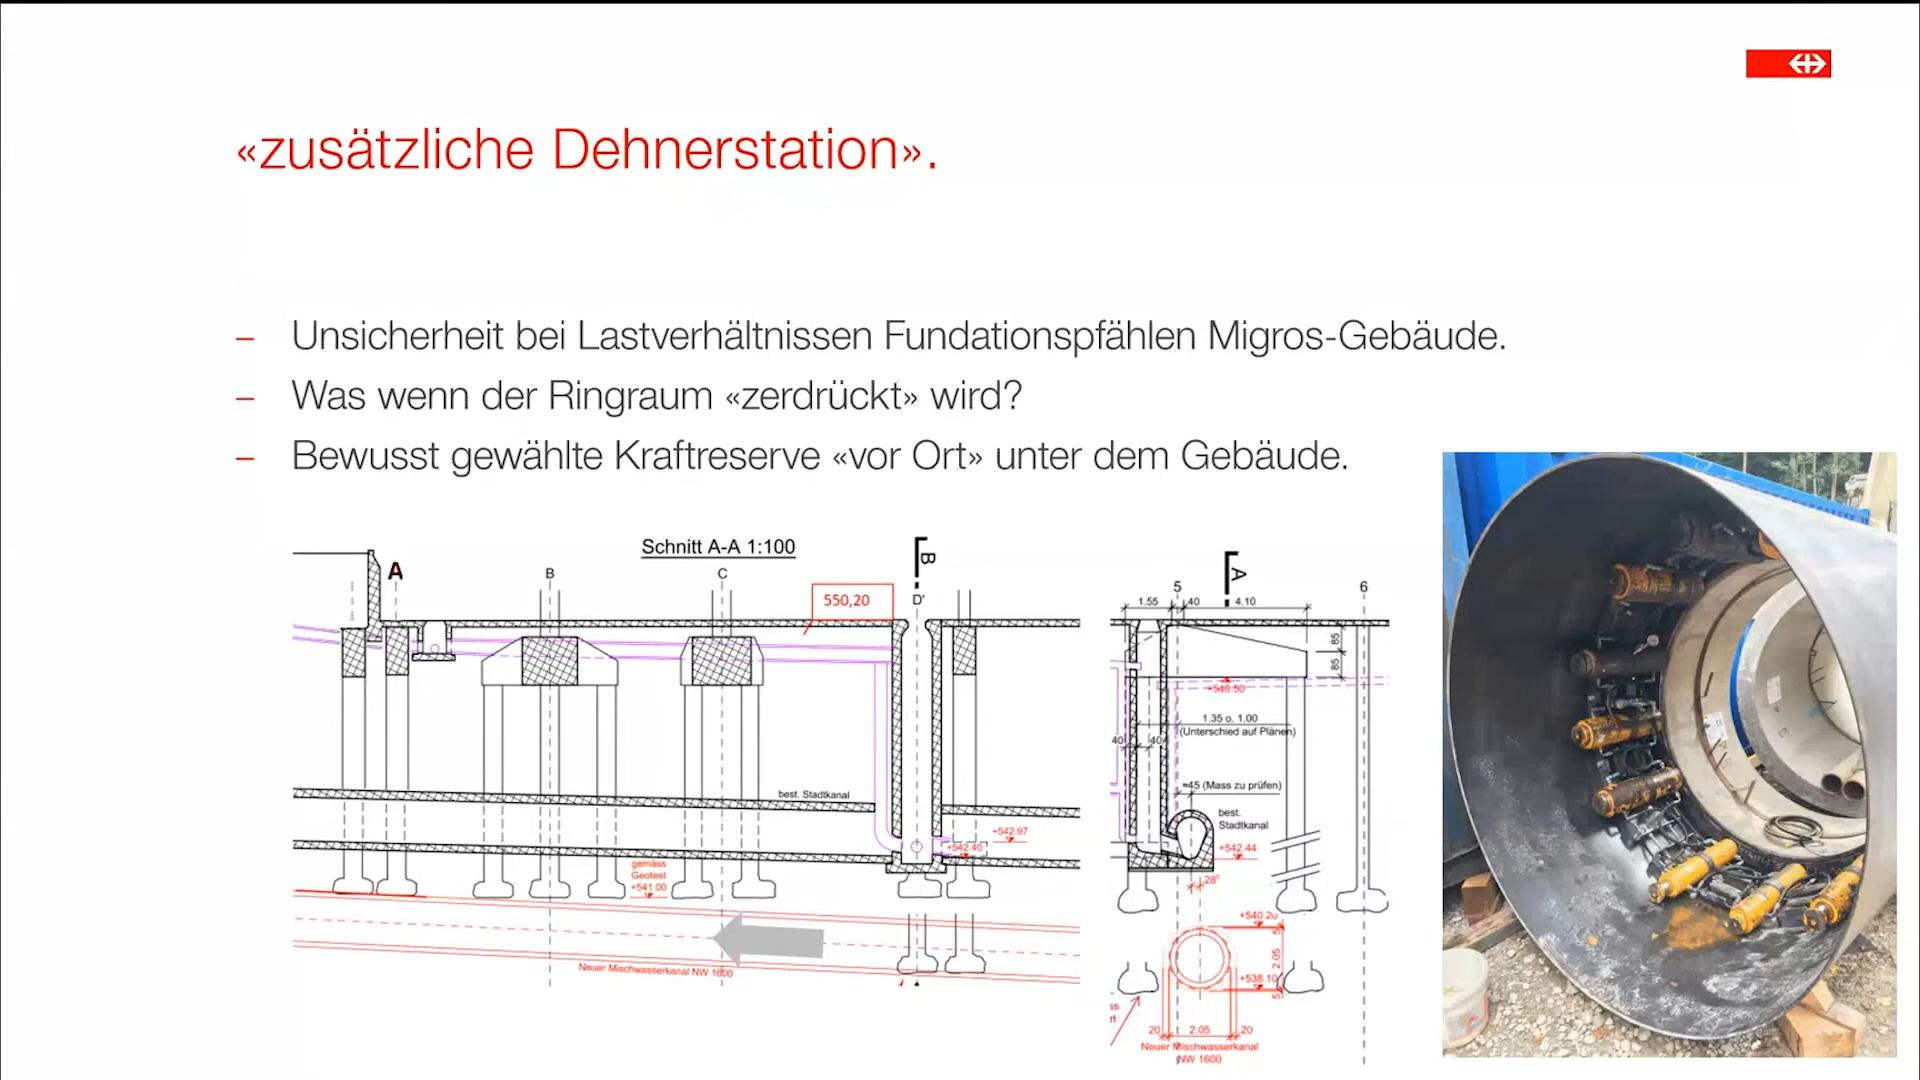 «zusätzliche Dehnerstation».
– Unsicherheit bei Lastverhältnissen Fundationspfählen Migros-Gebäude.
– Was wenn der Ringraum «zerdrückt» wird?
– Bewusst gewählte Kraftreserve «vor Ort» unter dem Gebäude.
Schnitt A-A 1:100
A
B
C
550,20
B
D'
best. Stadtkanal
+542.97
+542.40
gemäss
Geotest
+541.00
Neuer Mischwasserkanal NW 1600
A
5
6
1.55
40
4.10
85
85
+546.50
1.35 o. 1.00
(Unterschied auf Plänen)
40
40
~45 (Mass zu prüfen)
best.
Stadtkanal
+542.44
28⁵
+540.20
5
2.05
+538.10
5
20
2.05
20
Neuer Mischwasserkanal
NW 1600